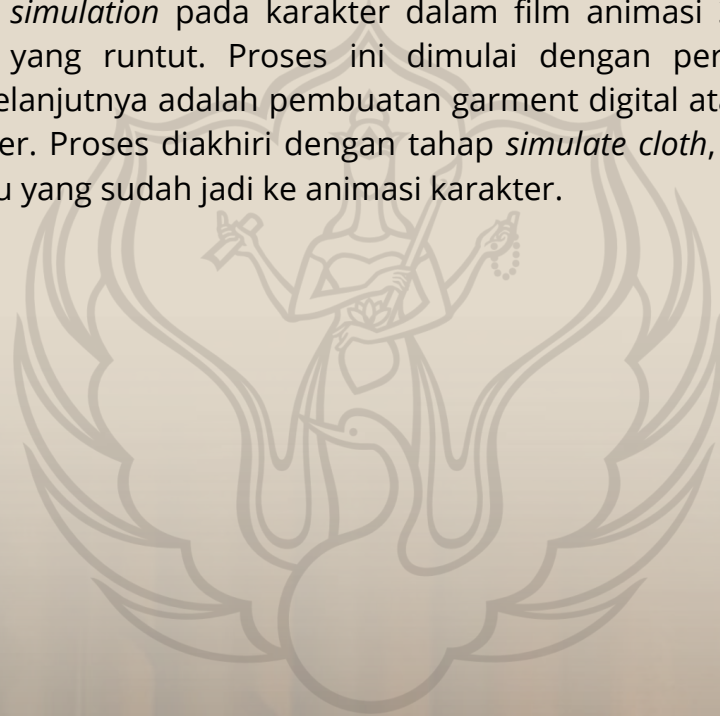 simulation pada karakter dalam film animasi
yang runtut. Proses ini dimulai dengan per
elanjutnya adalah pembuatan garment digital ata
er. Proses diakhiri dengan tahap simulate cloth,
u yang sudah jadi ke animasi karakter.